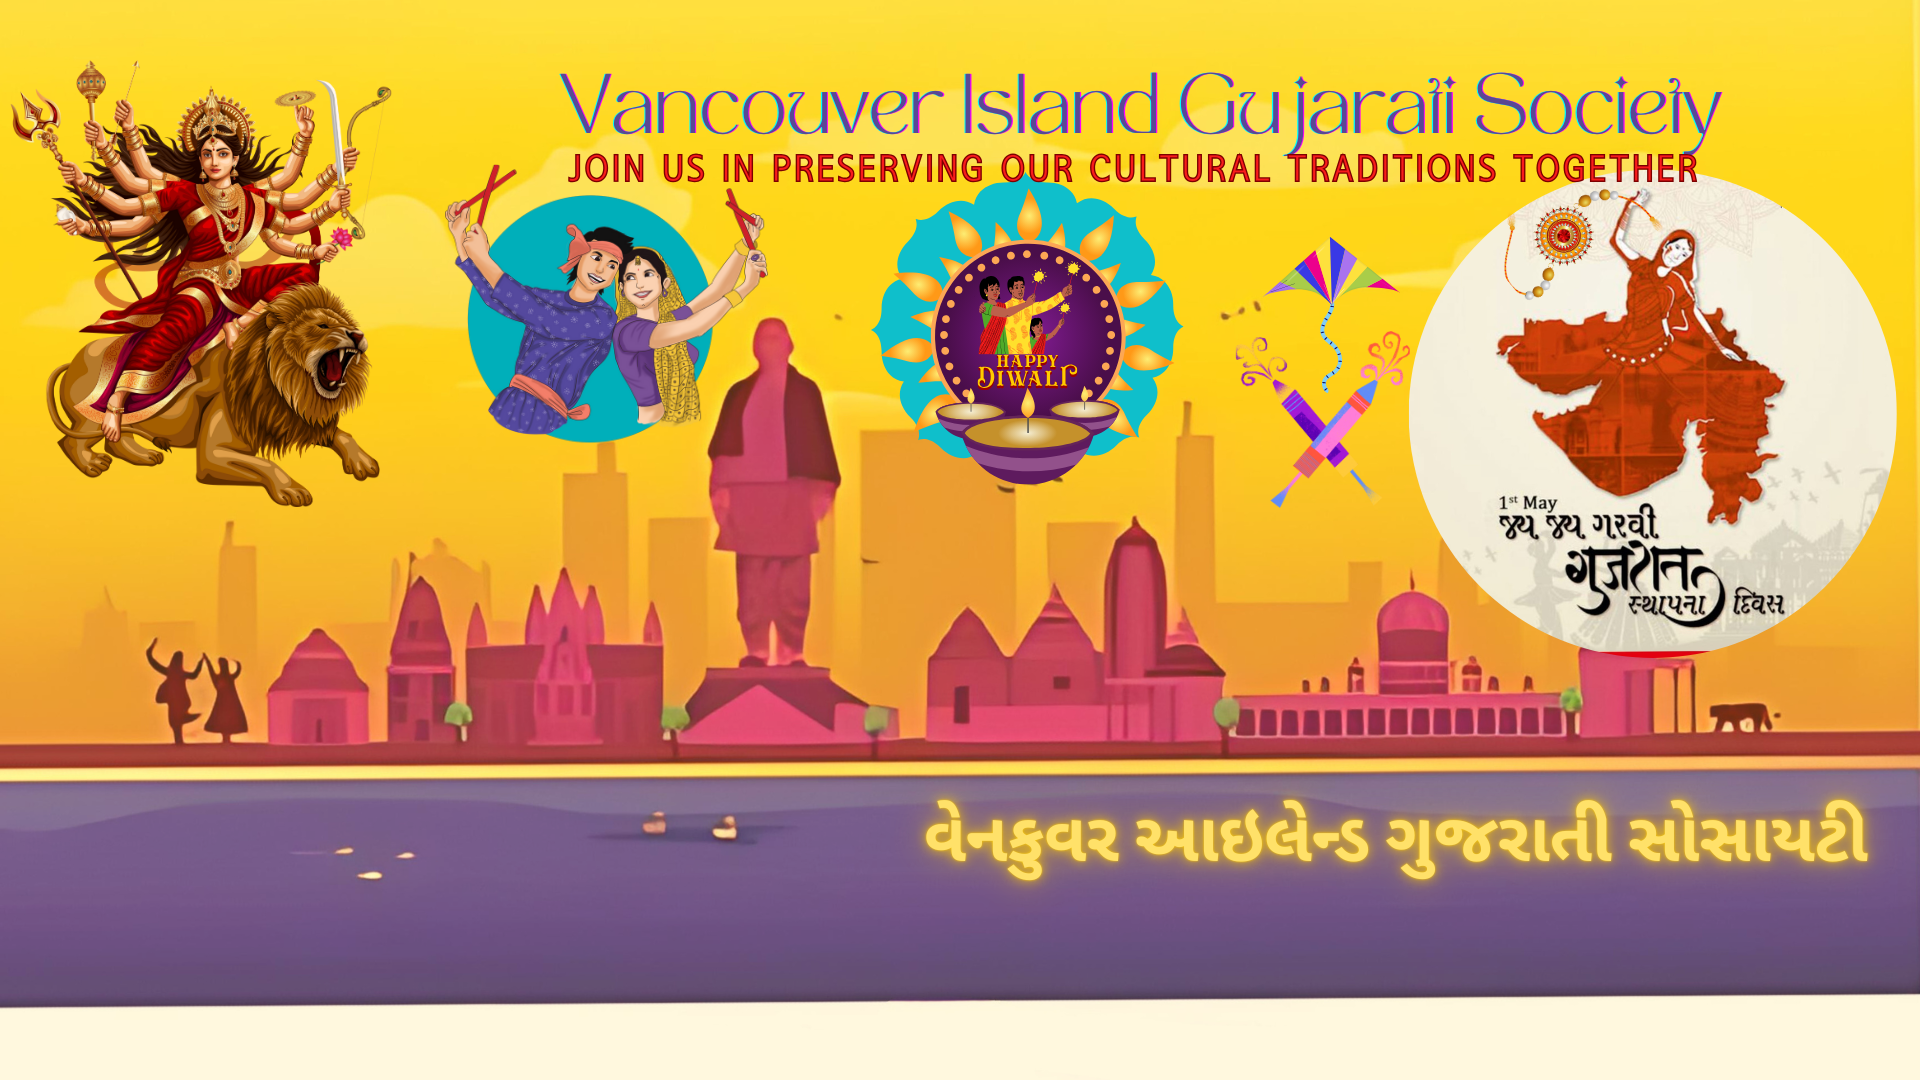 Vancouver Island Gujarati Society
JOIN US IN PRESERVING OUR CULTURAL TRADITIONS TOGETHER
HAPPY
DIWALI
1st May
જય જય ગરવી
ગુજરાત
સ્થાપના દિવસ
વેનકુવર આઇલેન્ડ ગુજરાતી સોસાયટી